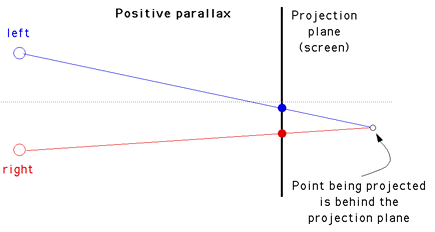 Positive parallax
Projection
plane
(screen)
left
right
Point being projected
is behind the
projection plane